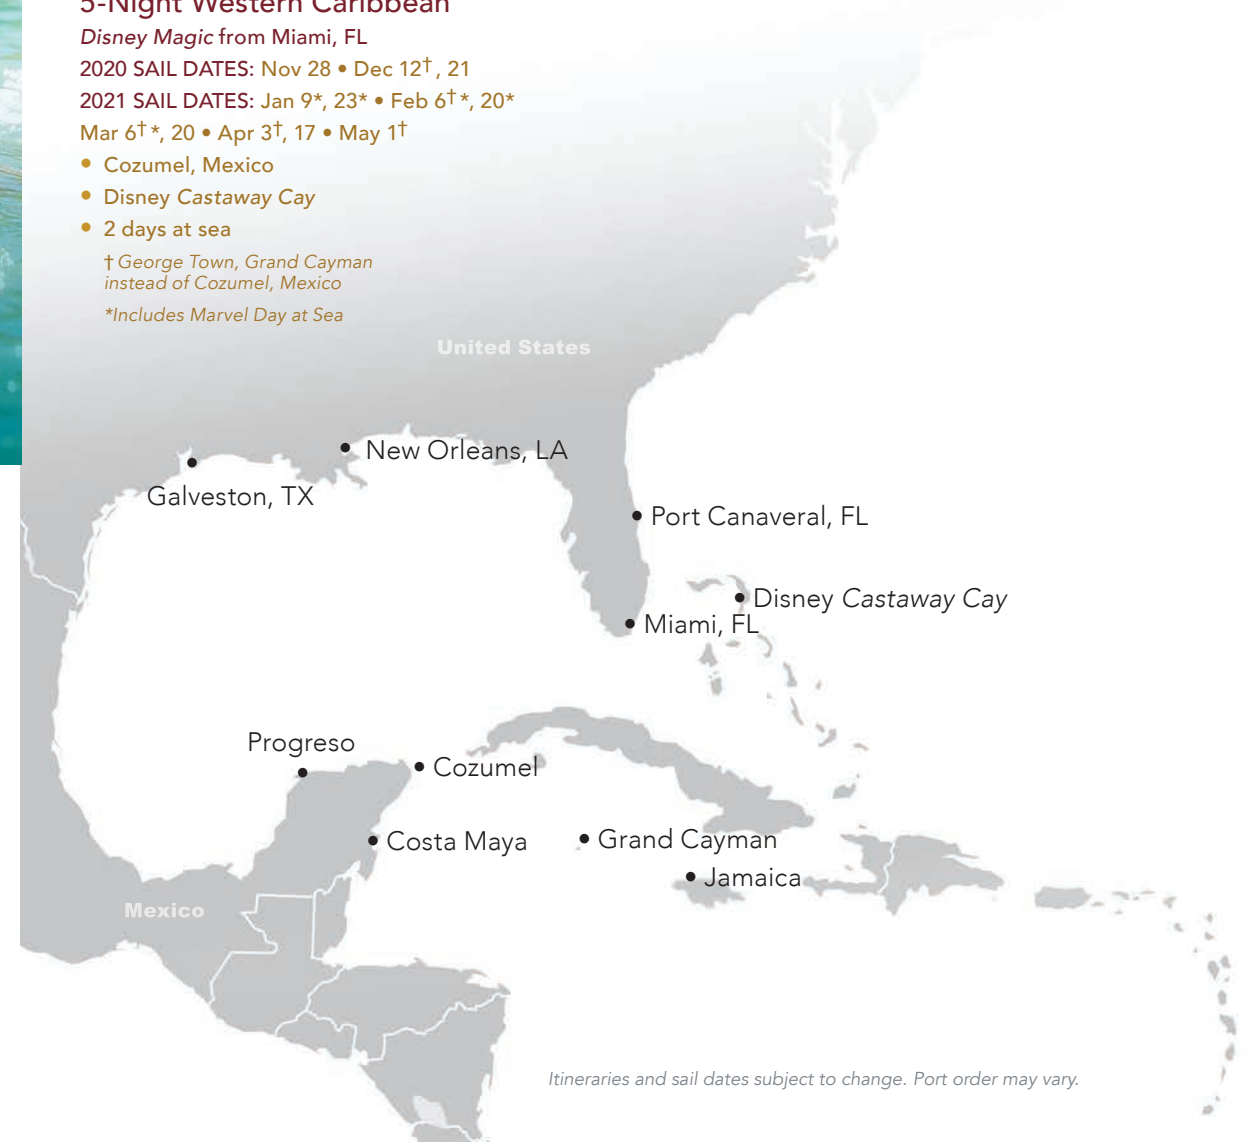 5-Night Western Caribbean
Disney Magic from Miami, FL
2020 SAIL DATES: Nov 28 • Dec 12†, 21
2021 SAIL DATES: Jan 9*, 23* • Feb 6†*, 20*
Mar 6†*, 20 • Apr 3†, 17 • May 1†
• Cozumel, Mexico
• Disney Castaway Cay
• 2 days at sea
† George Town, Grand Cayman
instead of Cozumel, Mexico
*Includes Marvel Day at Sea
United States
New Orleans, LA
Galveston, TX
Port Canaveral, FL
Disney Castaway Cay
Miami, FL
Progreso
Cozumel
Costa Maya
Grand Cayman
Jamaica
Mexico
Itineraries and sail dates subject to change. Port order may vary.